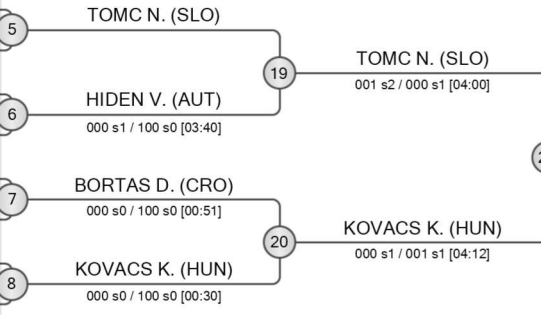 5
TOMC N. (SLO)
19
TOMC N. (SLO)
001 s2 / 000 s1 [04:00]
6
HIDEN V. (AUT)
000 s1 / 100 s0 [03:40]
7
BORTAS D. (CRO)
000 s0 / 100 s0 [00:51]
20
KOVACS K. (HUN)
000 s1 / 001 s1 [04:12]
8
KOVACS K. (HUN)
000 s0 / 100 s0 [00:30]